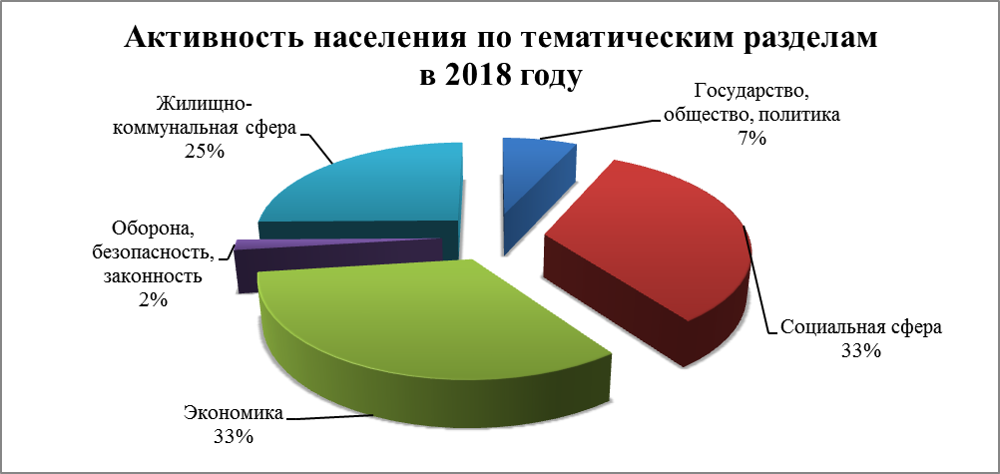 Активность населения по тематическим разделам
в 2018 году
Государство,
общество, политика
7%
Социальная сфера
33%
Экономика
33%
Оборона,
безопасность,
законность
2%
Жилищно-
коммунальная сфера
25%